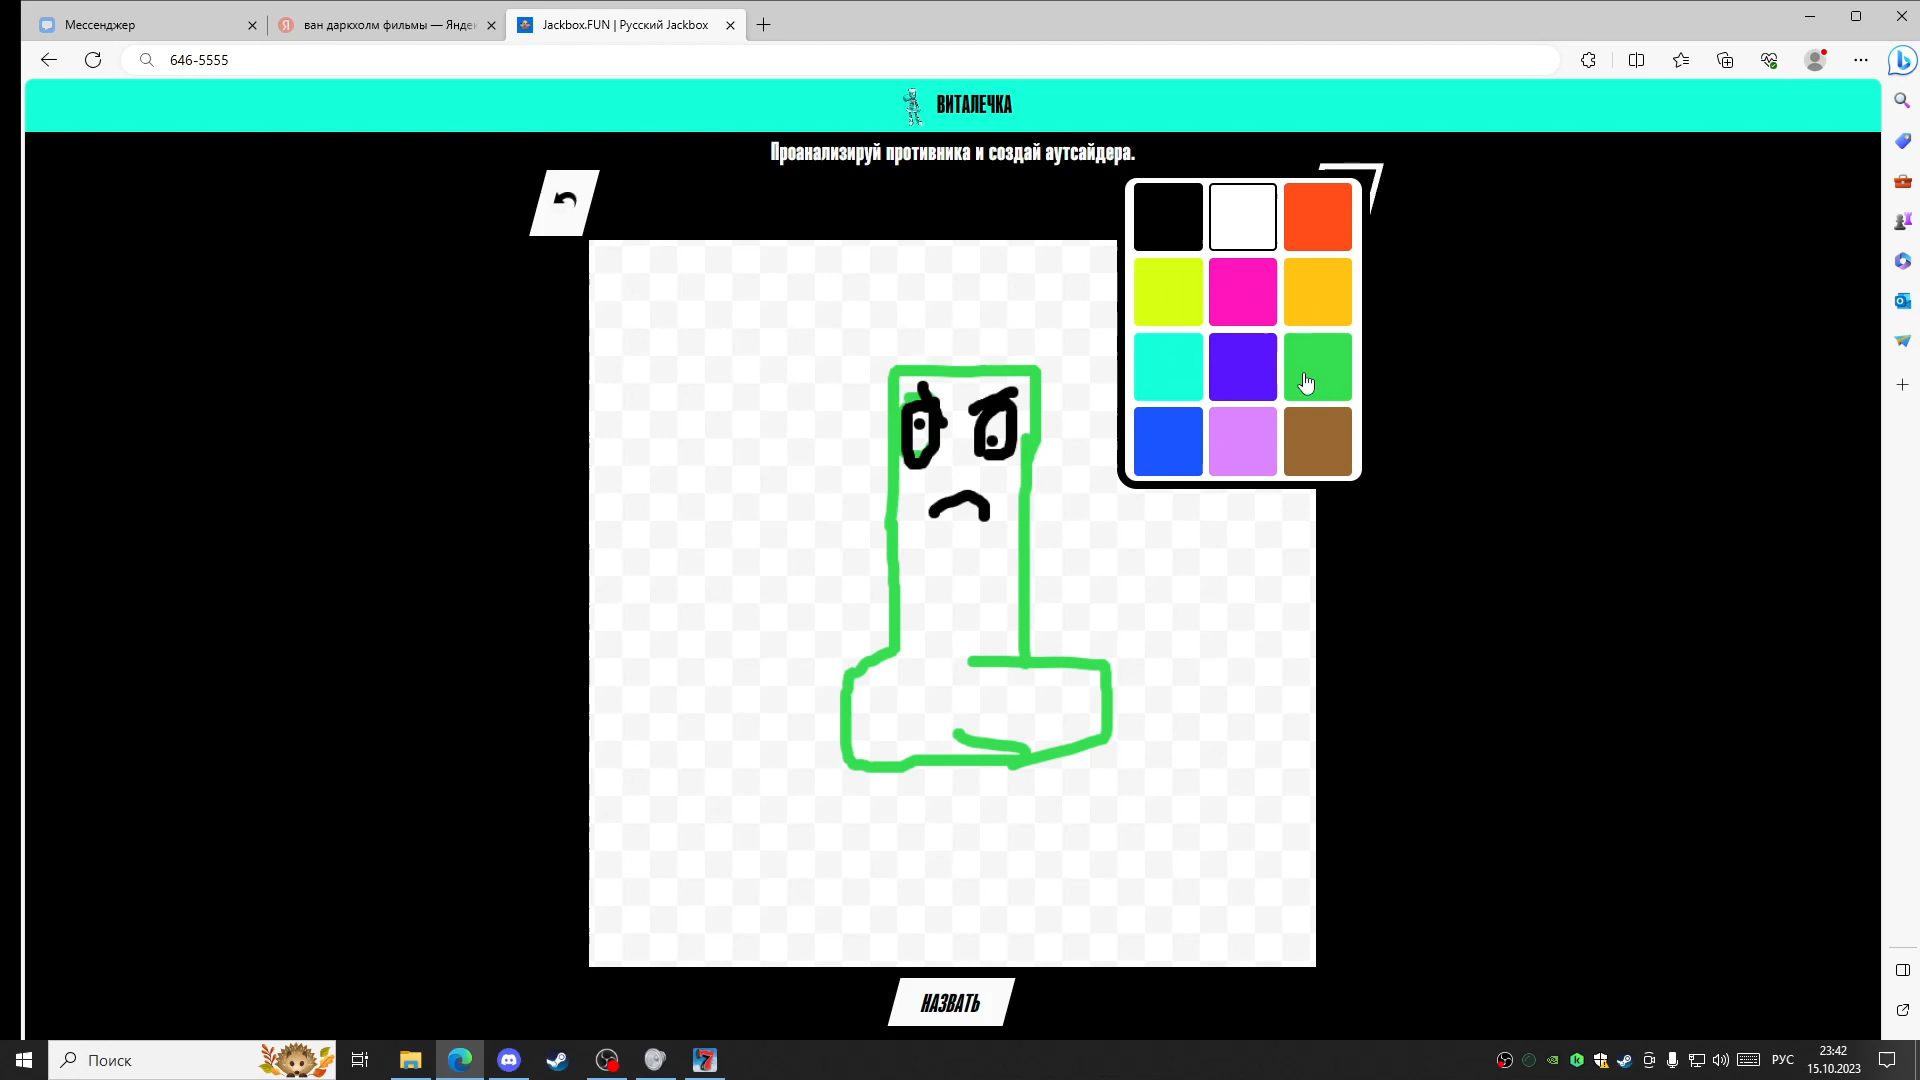 Мессенджер
ван даркхолм фильмы — Яндек
Jackbox.FUN | Русский Jackbox
646-5555
ВИТАЛЕЧКА
Проанализируй противника и создай аутсайдера.
НАЗВАТЬ
Поиск
РУС
23:42
15.10.2023